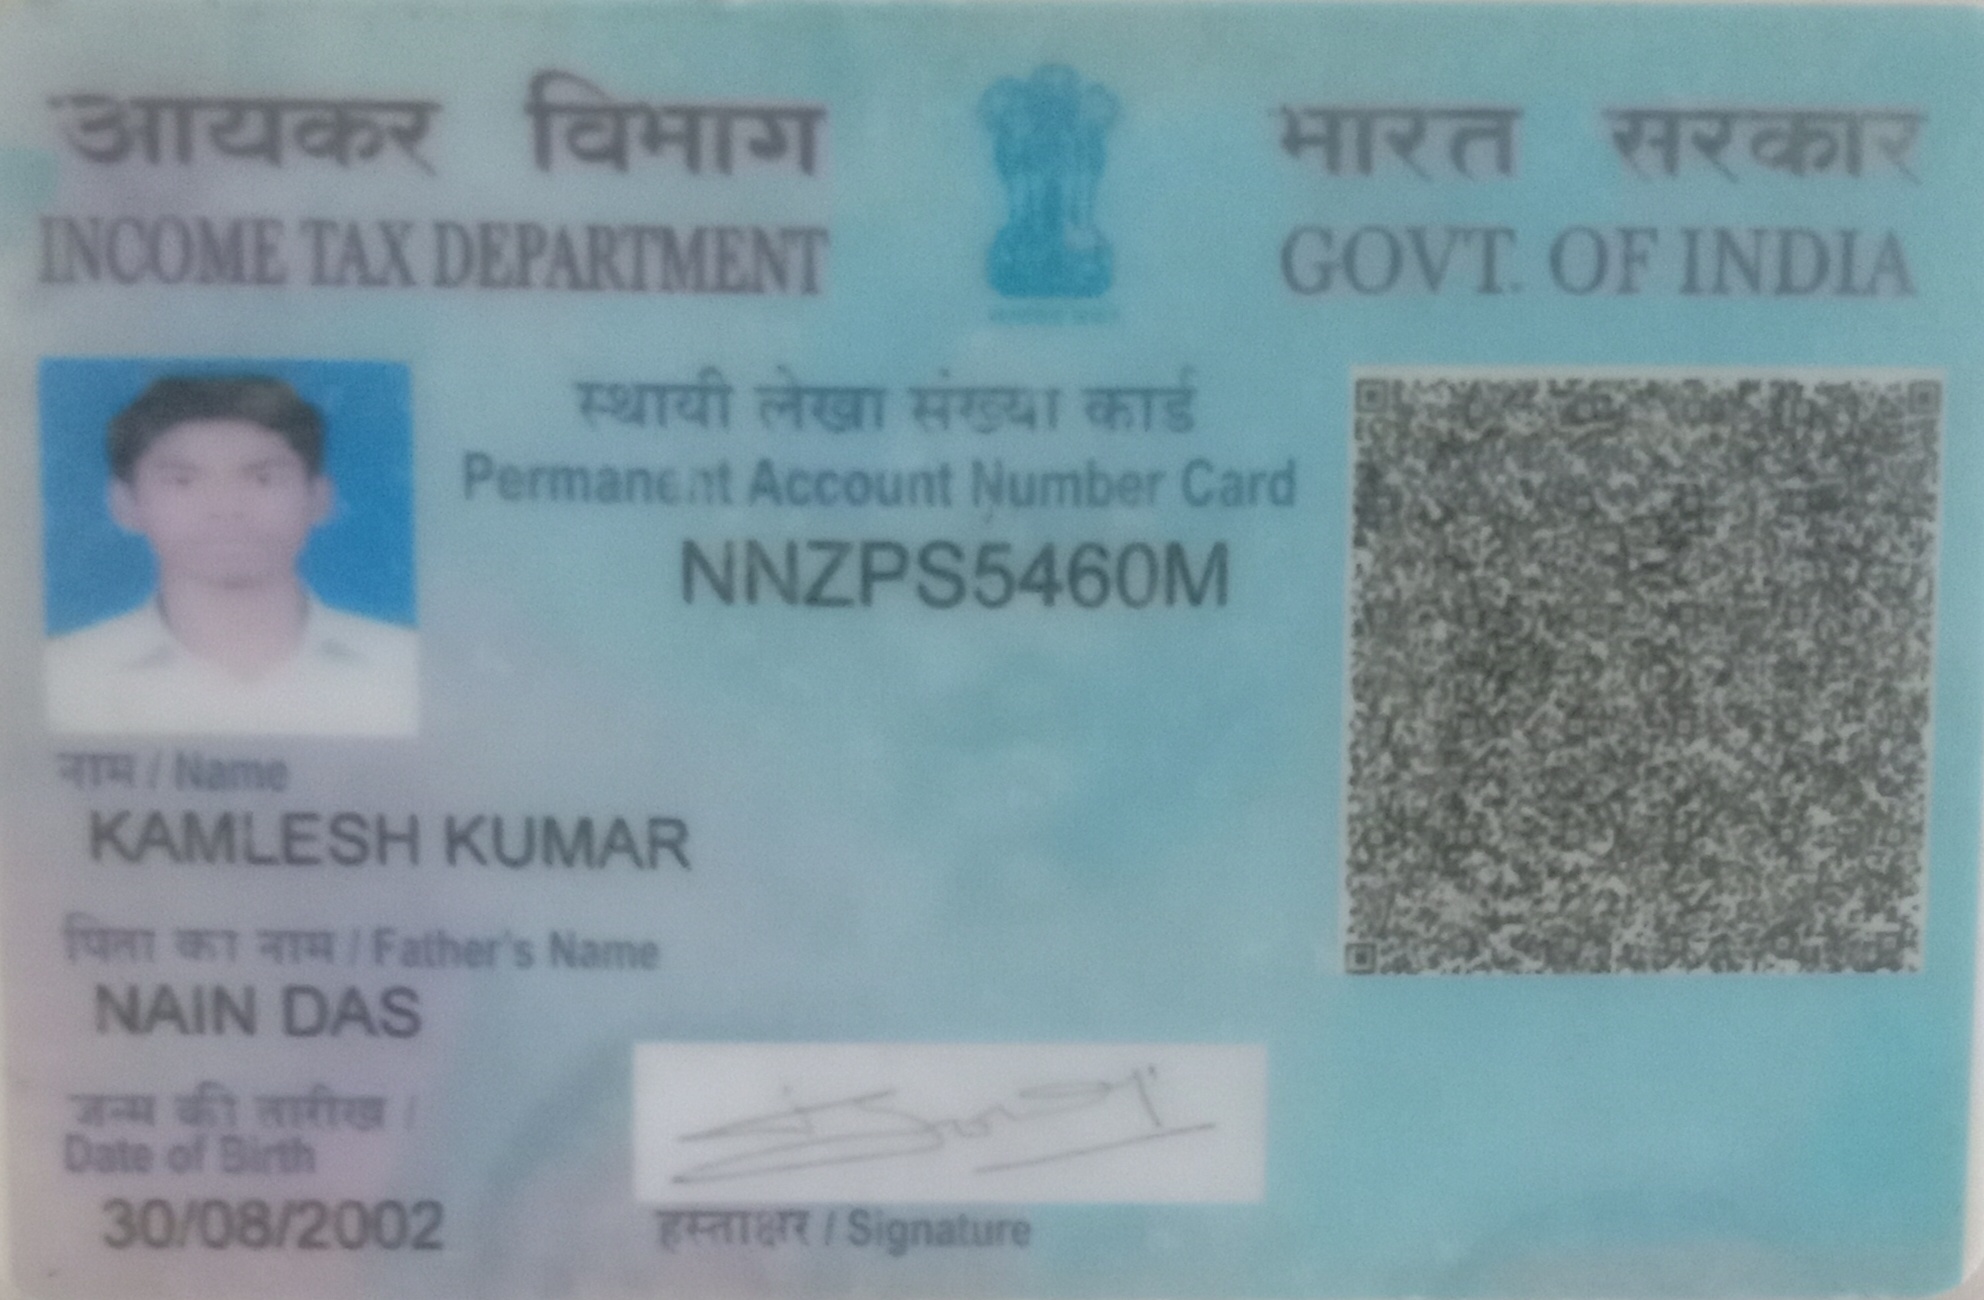 आयकर विभाग
INCOME TAX DEPARTMENT
भारत सरकार
GOVT. OF INDIA
स्थायी लेखा संख्या कार्ड
Permanent Account Number Card
NNZPS5460M
नाम / Name
KAMLESH KUMAR
पिता का नाम / Father's Name
NAIN DAS
जन्म की तारीख /
Date of Birth
30/08/2002
हस्ताक्षर / Signature